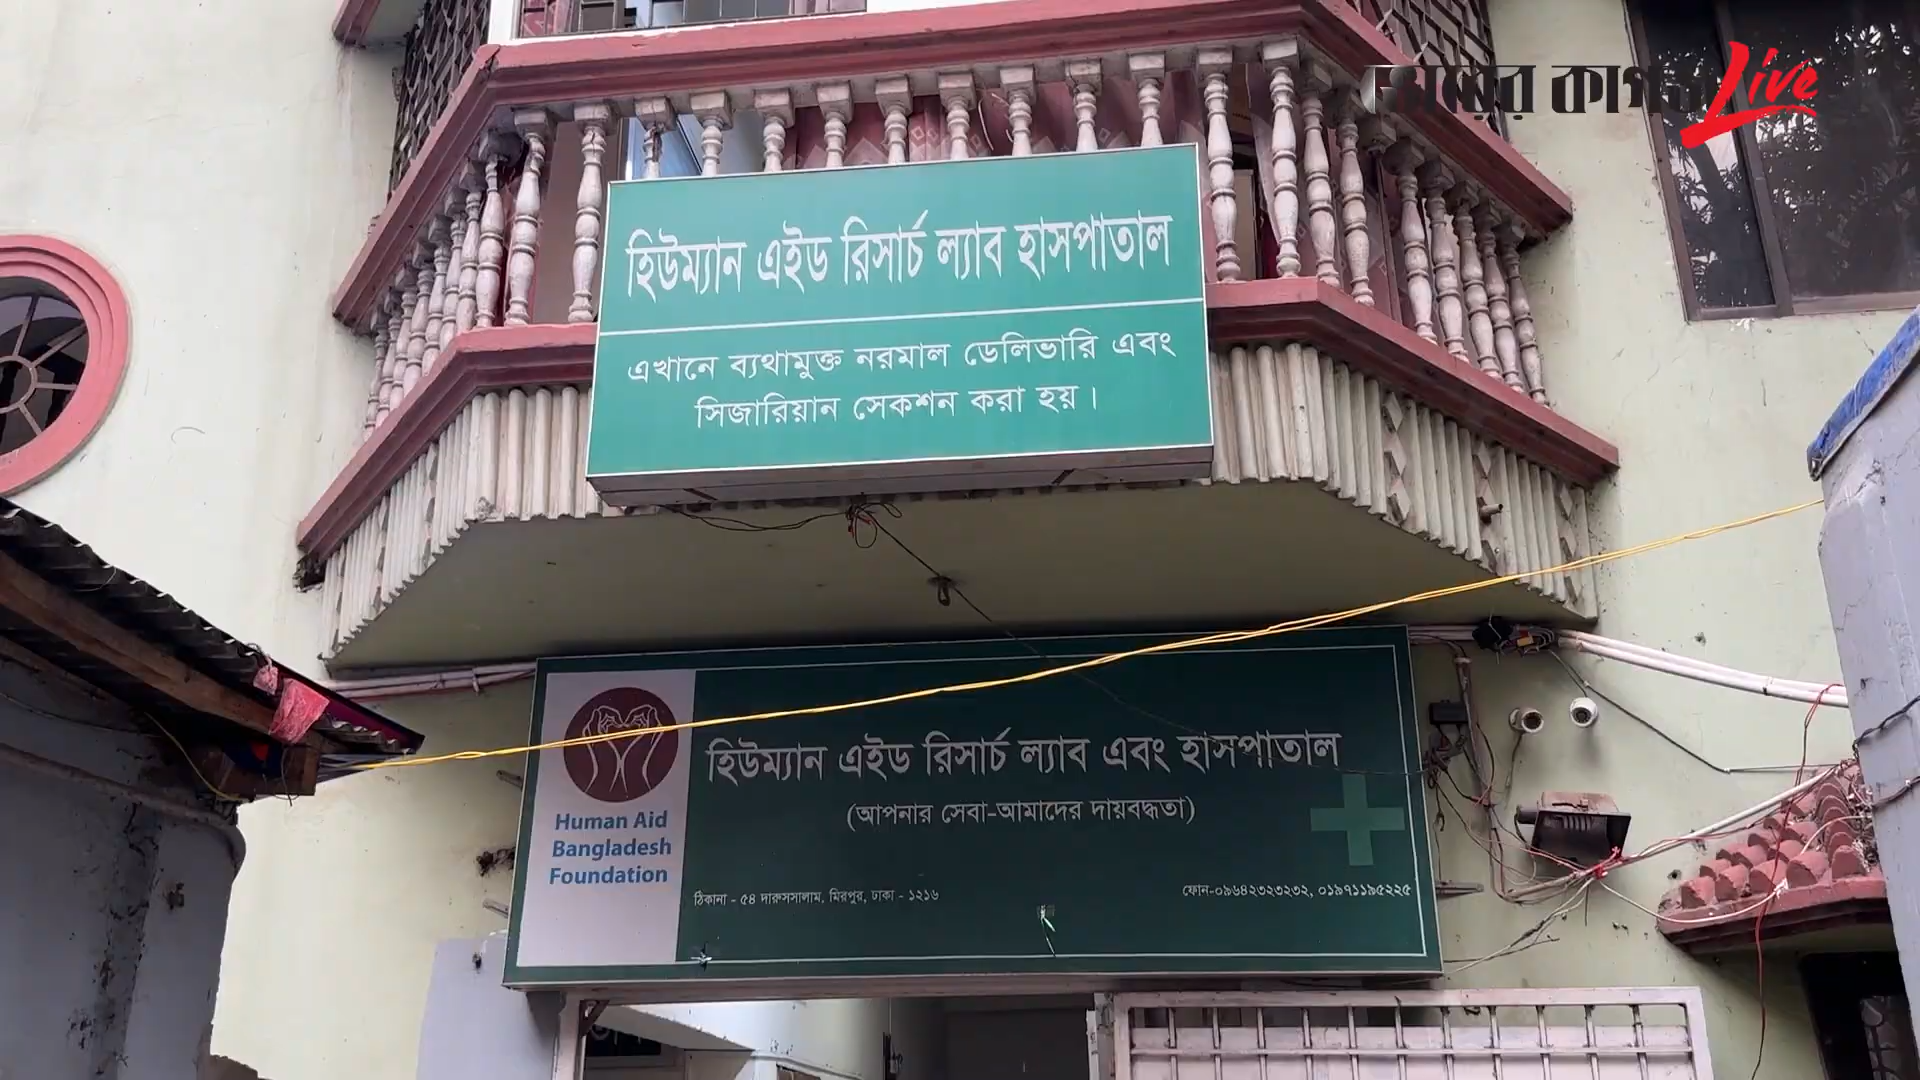 ভোরের কাগজ Live
হিউম্যান এইড রিসার্চ ল্যাব হাসপাতাল
এখানে ব্যথামুক্ত নরমাল ডেলিভারি এবং
সিজারিয়ান সেকশন করা হয়।
হিউম্যান এইড রিসার্চ ল্যাব এবং হাসপাতাল
(আপনার সেবা-আমাদের দায়বদ্ধতা)
Human Aid
Bangladesh
Foundation
ঠিকানা - ৫৪ দারুসসালাম, মিরপুর, ঢাকা - ১২১৬
ফোন-০৯৬৪২৩২৩২৩২, ০১৯৭১১৯৫২২৫